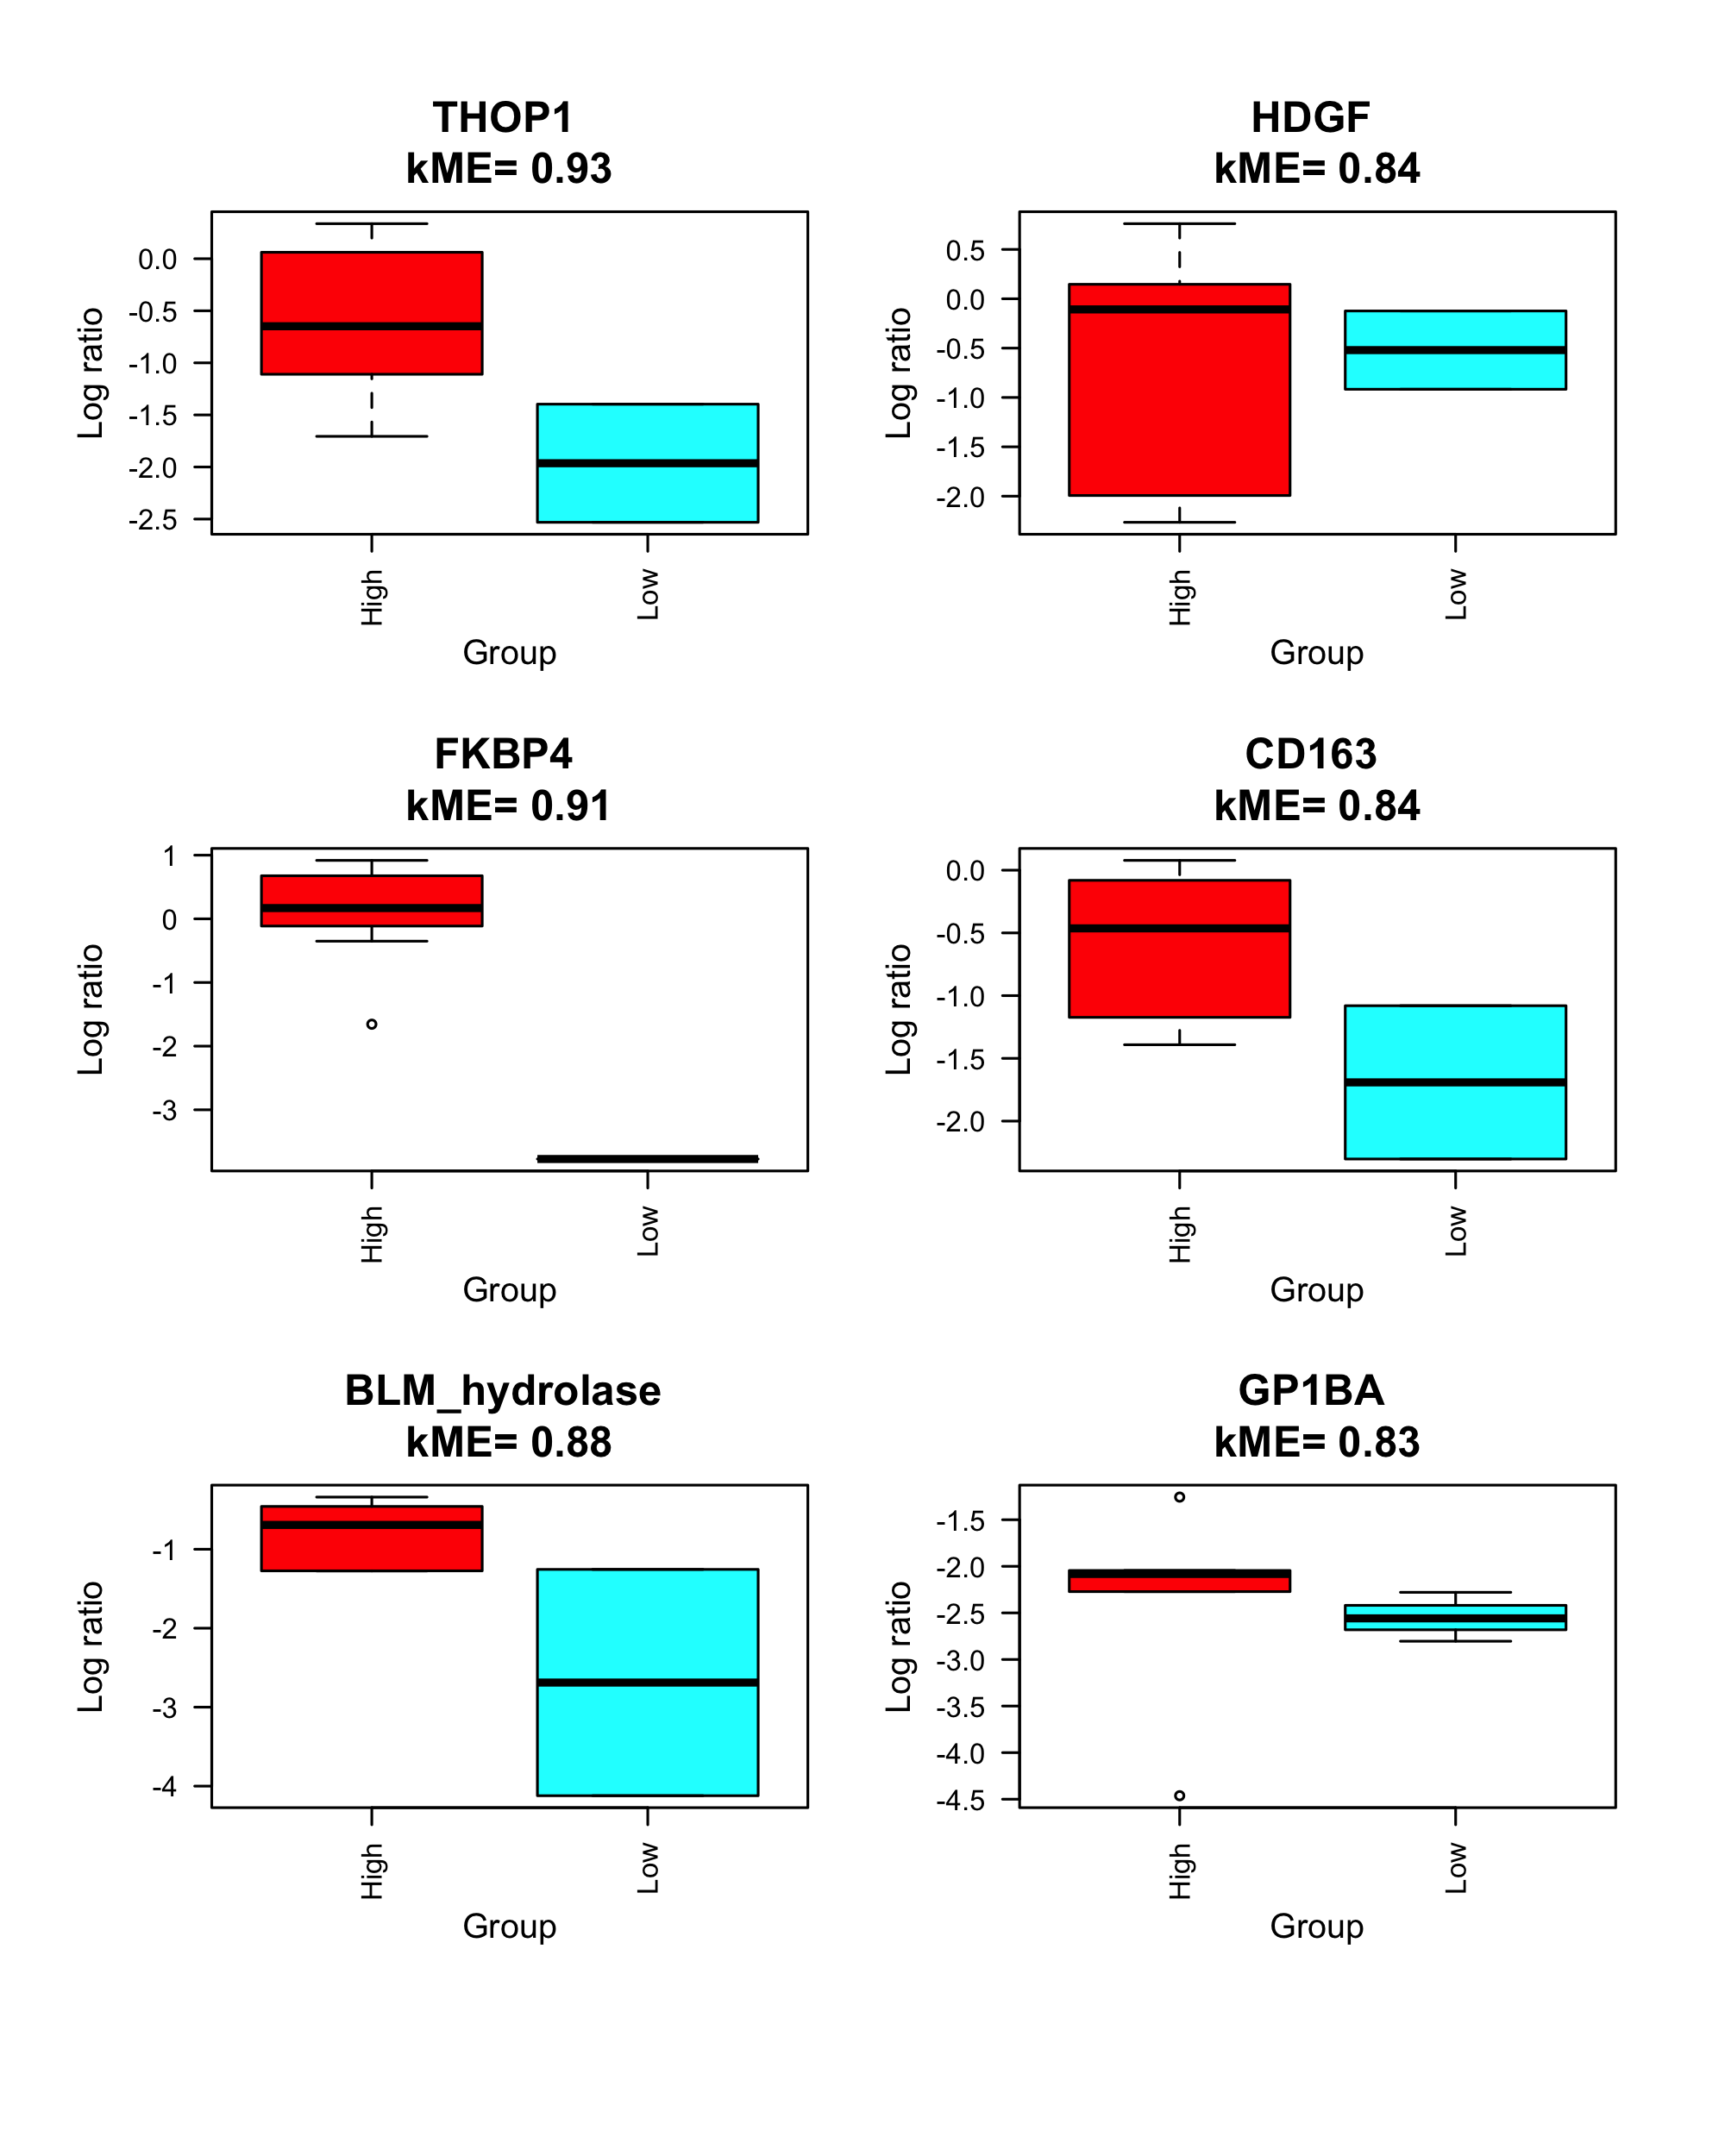 THOP1
kME= 0.93
0.0
-0.5
-1.0
-1.5
-2.0
-2.5
Log ratio
High
Low
Group
HDGF
kME= 0.84
0.5
0.0
-0.5
-1.0
-1.5
-2.0
Log ratio
High
Low
Group
FKBP4
kME= 0.91
1
0
-1
-2
-3
Log ratio
High
Low
Group
CD163
kME= 0.84
0.0
-0.5
-1.0
-1.5
-2.0
Log ratio
High
Low
Group
BLM_hydrolase
kME= 0.88
-1
-2
-3
-4
Log ratio
High
Low
Group
GP1BA
kME= 0.83
-1.5
-2.0
-2.5
-3.0
-3.5
-4.0
-4.5
Log ratio
High
Low
Group